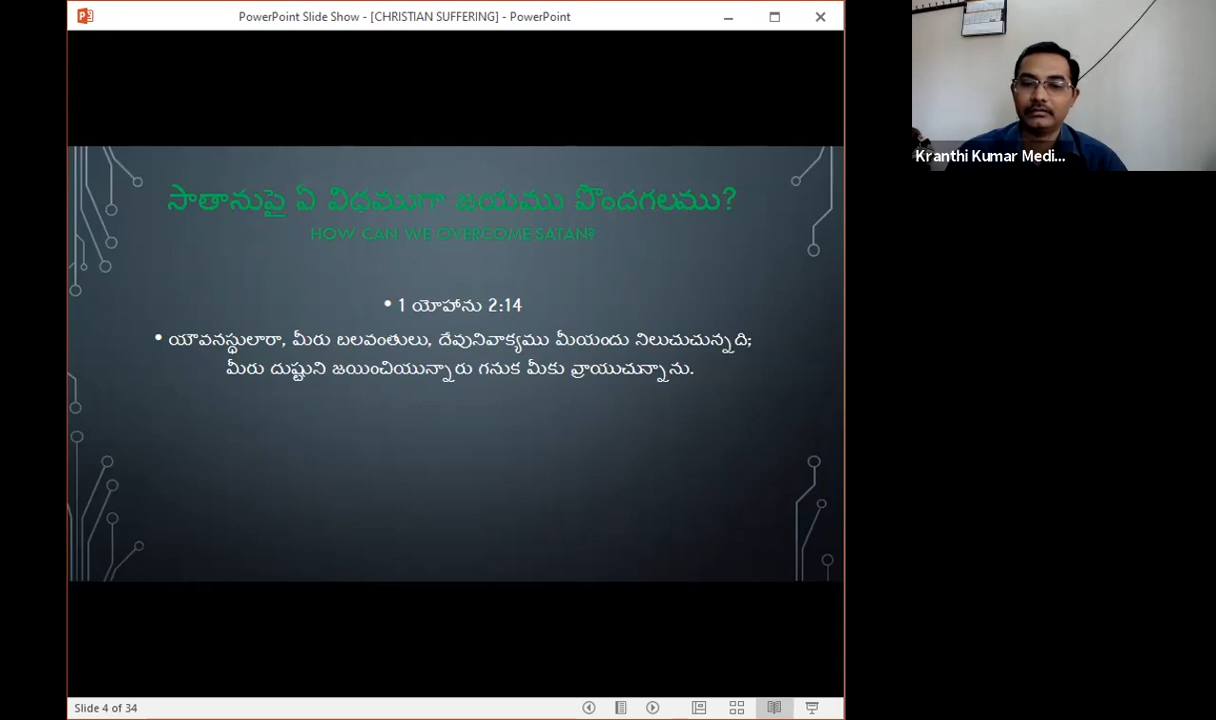 PowerPoint Slide Show - [CHRISTIAN SUFFERING] - PowerPoint
Kranthi Kumar Medi...
సాతానుపై ఏ విధముగా జయము పొందగలము?
HOW CAN WE OVERCOME SATAN?
• 1 యోహాను 2:14
• యౌవనస్థులారా, మీరు బలవంతులు, దేవునివాక్యము మీయందు నిలుచుచున్నది;
మీరు దుష్టుని జయించియున్నారు గనుక మీకు వ్రాయుచున్నాను.
Slide 4 of 34